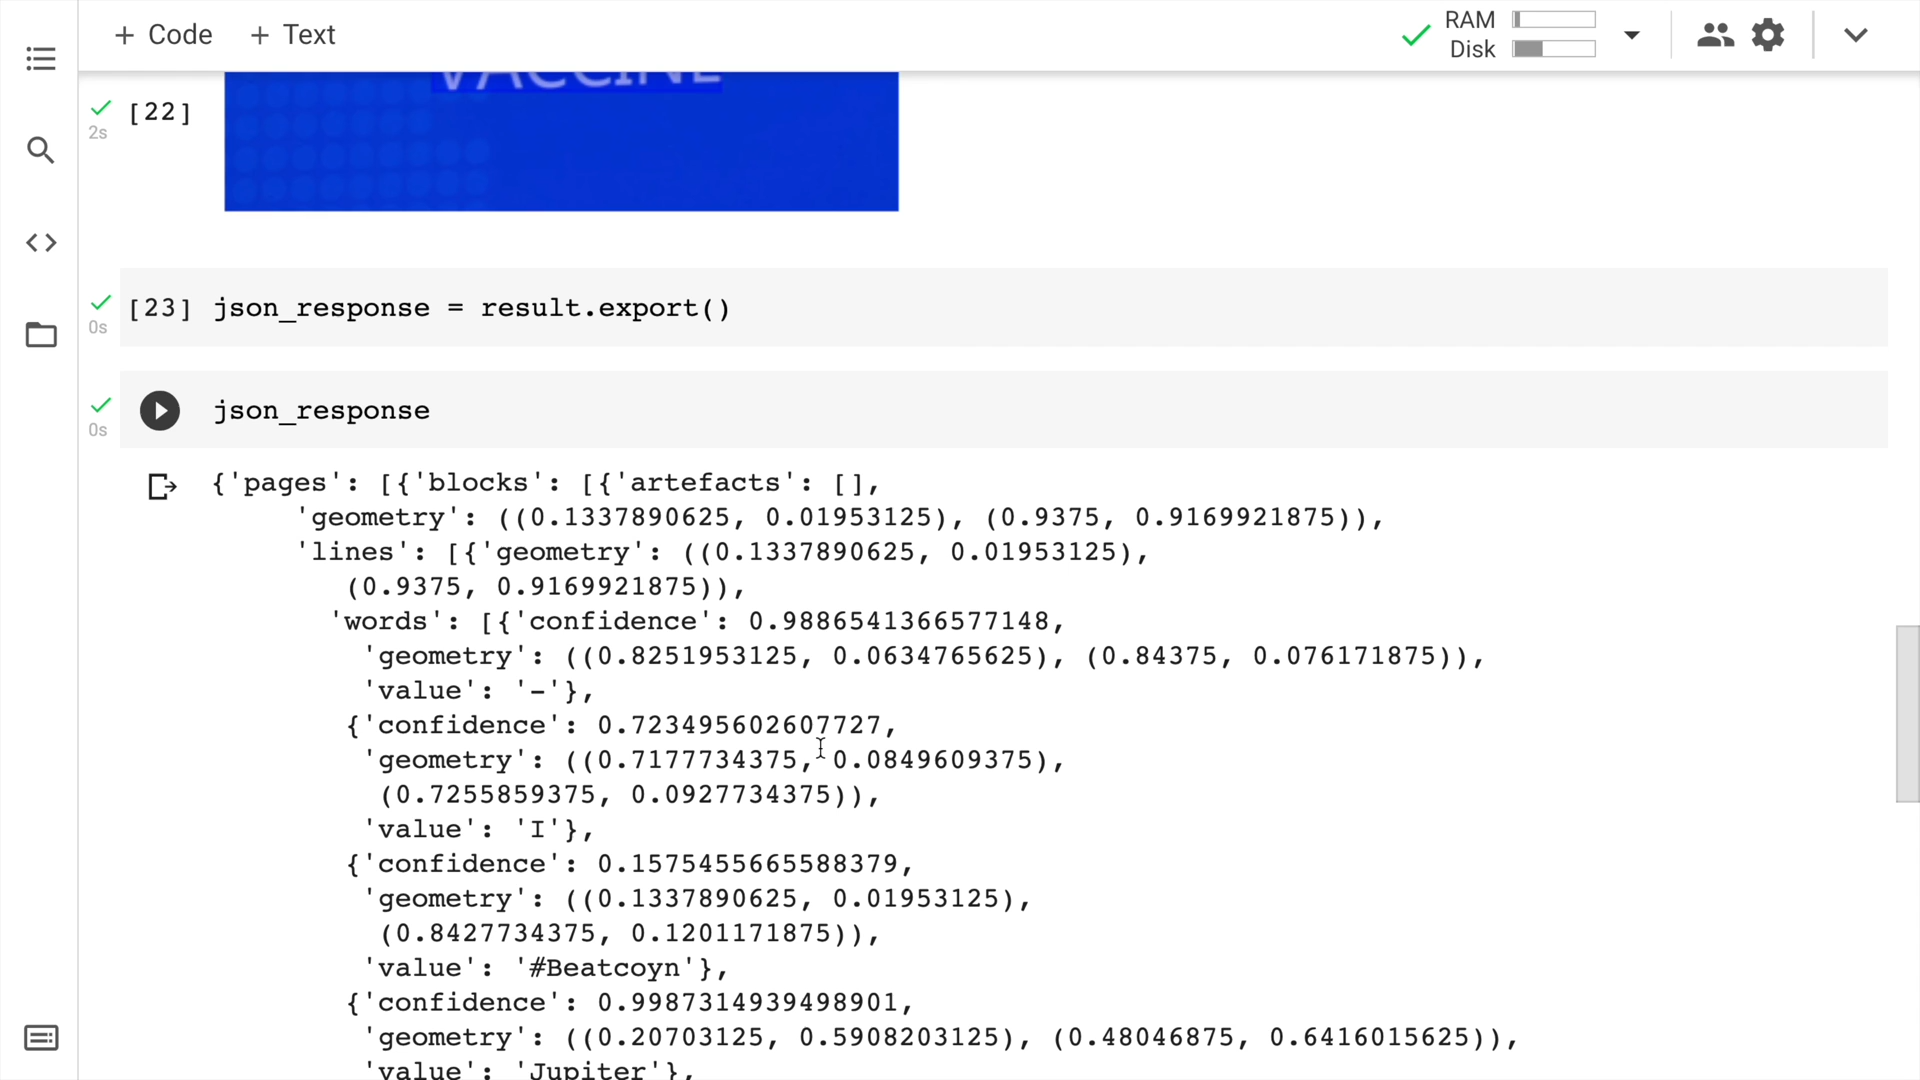 + Code + Text
RAM
Disk
VACCINE
[22]
2s
[23] json_response = result.export()
0s
json_response
0s
{'pages': [{'blocks': [{'artefacts': [],
'geometry': ((0.1337890625, 0.01953125), (0.9375, 0.9169921875)),
'lines': [{'geometry': ((0.1337890625, 0.01953125),
(0.9375, 0.9169921875)),
'words': [{'confidence': 0.9886541366577148,
'geometry': ((0.8251953125, 0.0634765625), (0.84375, 0.076171875)),
'value': '-'},
{'confidence': 0.723495602607727,
'geometry': ((0.7177734375, 0.0849609375),
(0.7255859375, 0.0927734375)),
'value': 'I'},
{'confidence': 0.1575455665588379,
'geometry': ((0.1337890625, 0.01953125),
(0.8427734375, 0.1201171875)),
'value': '#Beatcoyn'},
{'confidence': 0.9987314939498901,
'geometry': ((0.20703125, 0.5908203125), (0.48046875, 0.6416015625)),
'value': 'Jupiter'},